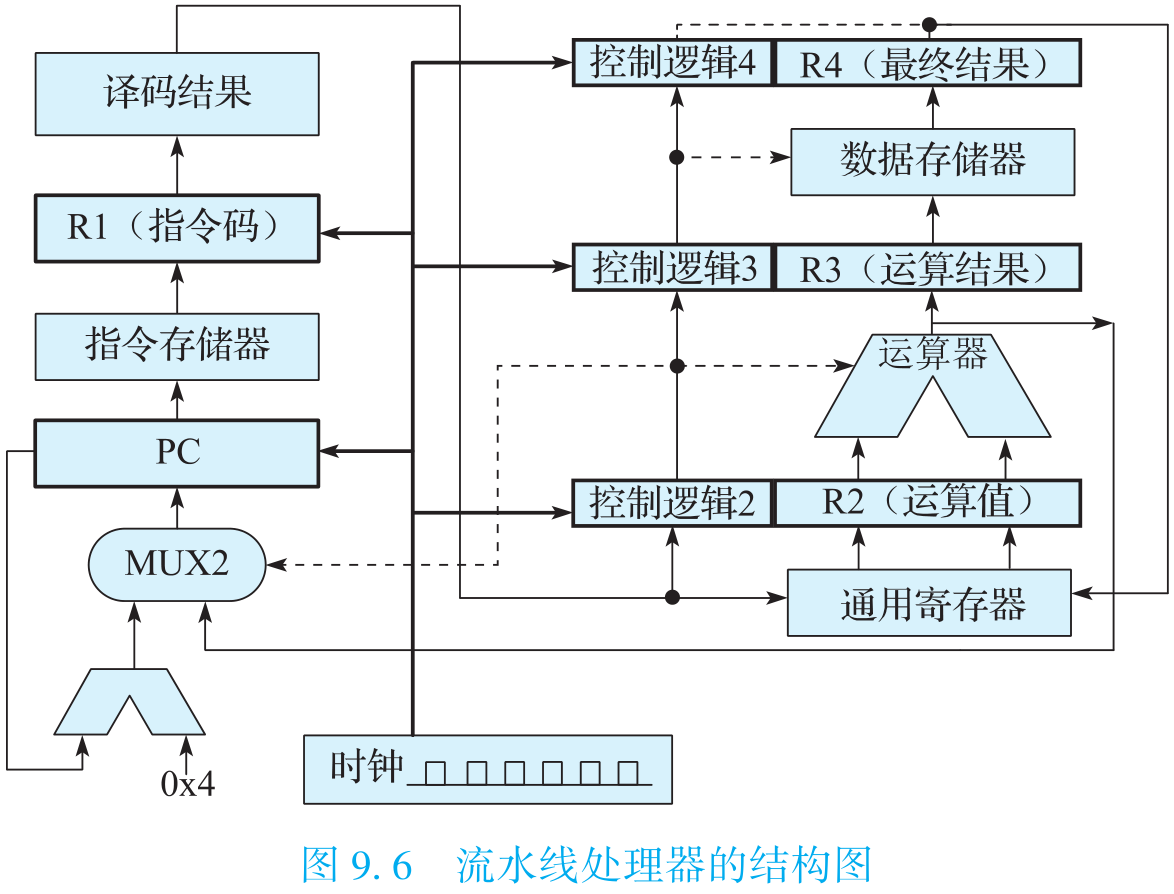 译码结果
R1（指令码）
指令存储器
PC
MUX2
0x4
控制逻辑4
R4（最终结果）
数据存储器
控制逻辑3
R3（运算结果）
运算器
控制逻辑2
R2（运算值）
通用寄存器
时钟
图 9.6 流水线处理器的结构图